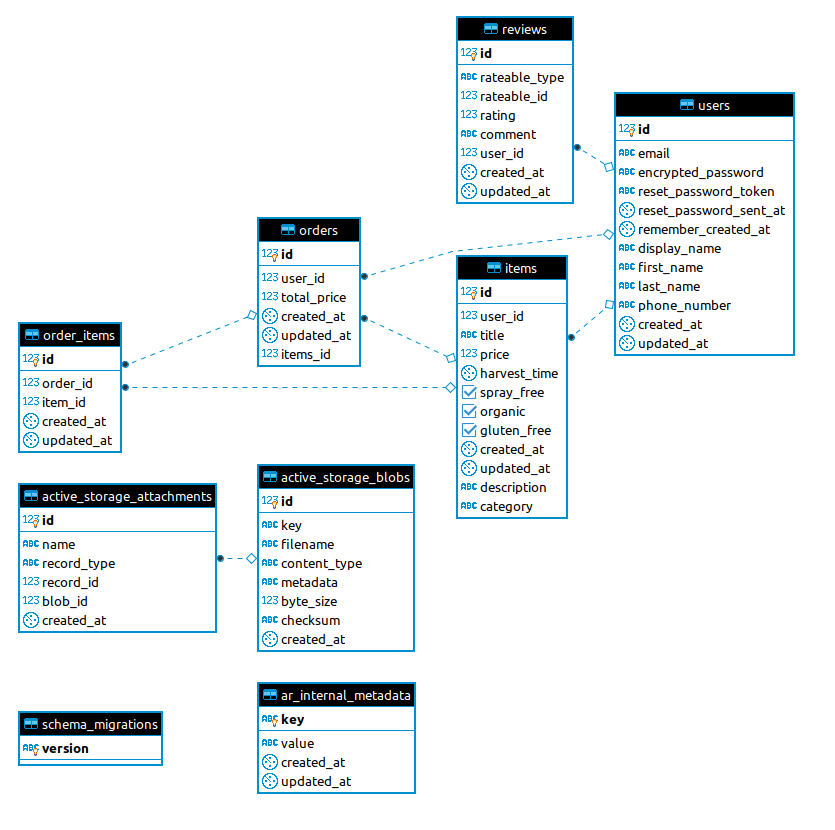 reviews
123 id
ABC rateable_type
123 rateable_id
123 rating
ABC comment
123 user_id
created_at
updated_at
users
123 id
ABC email
ABC encrypted_password
ABC reset_password_token
reset_password_sent_at
remember_created_at
ABC display_name
ABC first_name
ABC last_name
ABC phone_number
created_at
updated_at
orders
123 id
123 user_id
123 total_price
created_at
updated_at
123 items_id
items
123 id
123 user_id
ABC title
123 price
harvest_time
spray_free
organic
gluten_free
created_at
updated_at
ABC description
ABC category
order_items
123 id
123 order_id
123 item_id
created_at
updated_at
active_storage_attachments
123 id
ABC name
ABC record_type
123 record_id
123 blob_id
created_at
active_storage_blobs
123 id
ABC key
ABC filename
ABC content_type
ABC metadata
123 byte_size
ABC checksum
created_at
schema_migrations
ABC version
ar_internal_metadata
ABC key
ABC value
created_at
updated_at